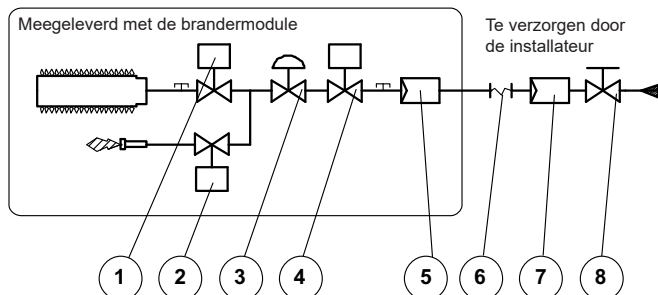 Meegeleverd met de brandermodule
Te verzorgen door
de installateur
1 2 3 4 5 6 7 8